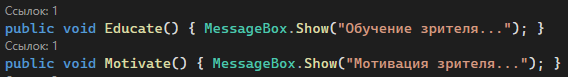 Ссылок: 1
public void Educate() { MessageBox.Show("Обучение зрителя..."); }
Ссылок: 1
public void Motivate() { MessageBox.Show("Мотивация зрителя..."); }